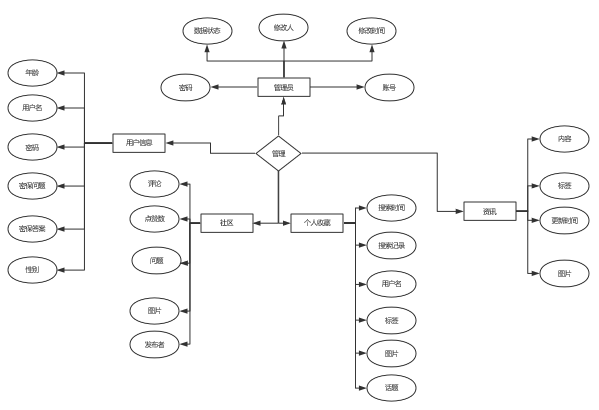 数据状态
修改人
修改时间
密码
管理员
账号
年龄
用户名
密码
密保问题
密保答案
性别
用户信息
管理
评论
点赞数
问题
图片
发布者
社区
个人收藏
搜索时间
搜索记录
用户名
标签
图片
话题
资讯
内容
标签
更新时间
图片